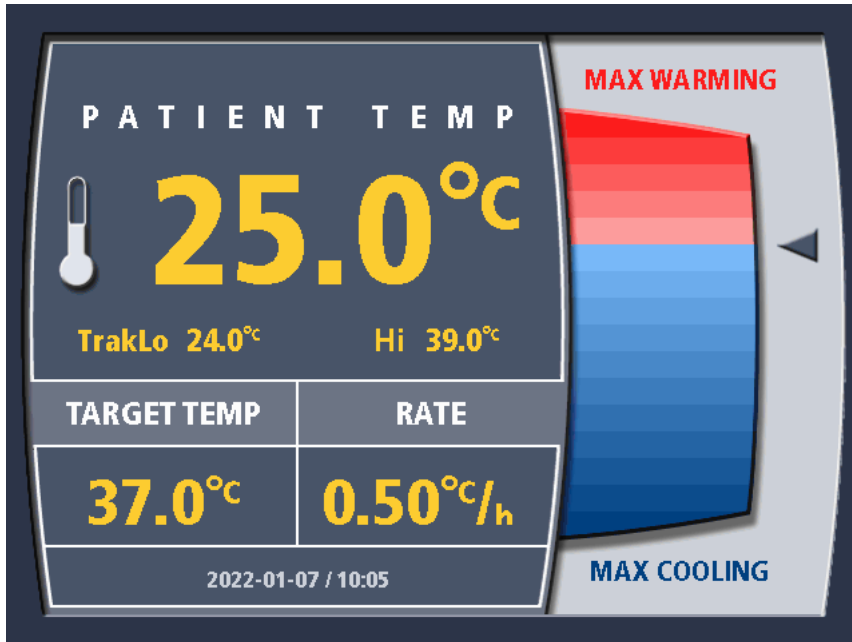 PATIENT TEMP
25.0°C
TrakLo 24.0°C Hi 39.0°C
TARGET TEMP
RATE
37.0°C
0.50°C/h
2022-01-07 / 10:05
MAX WARMING
MAX COOLING